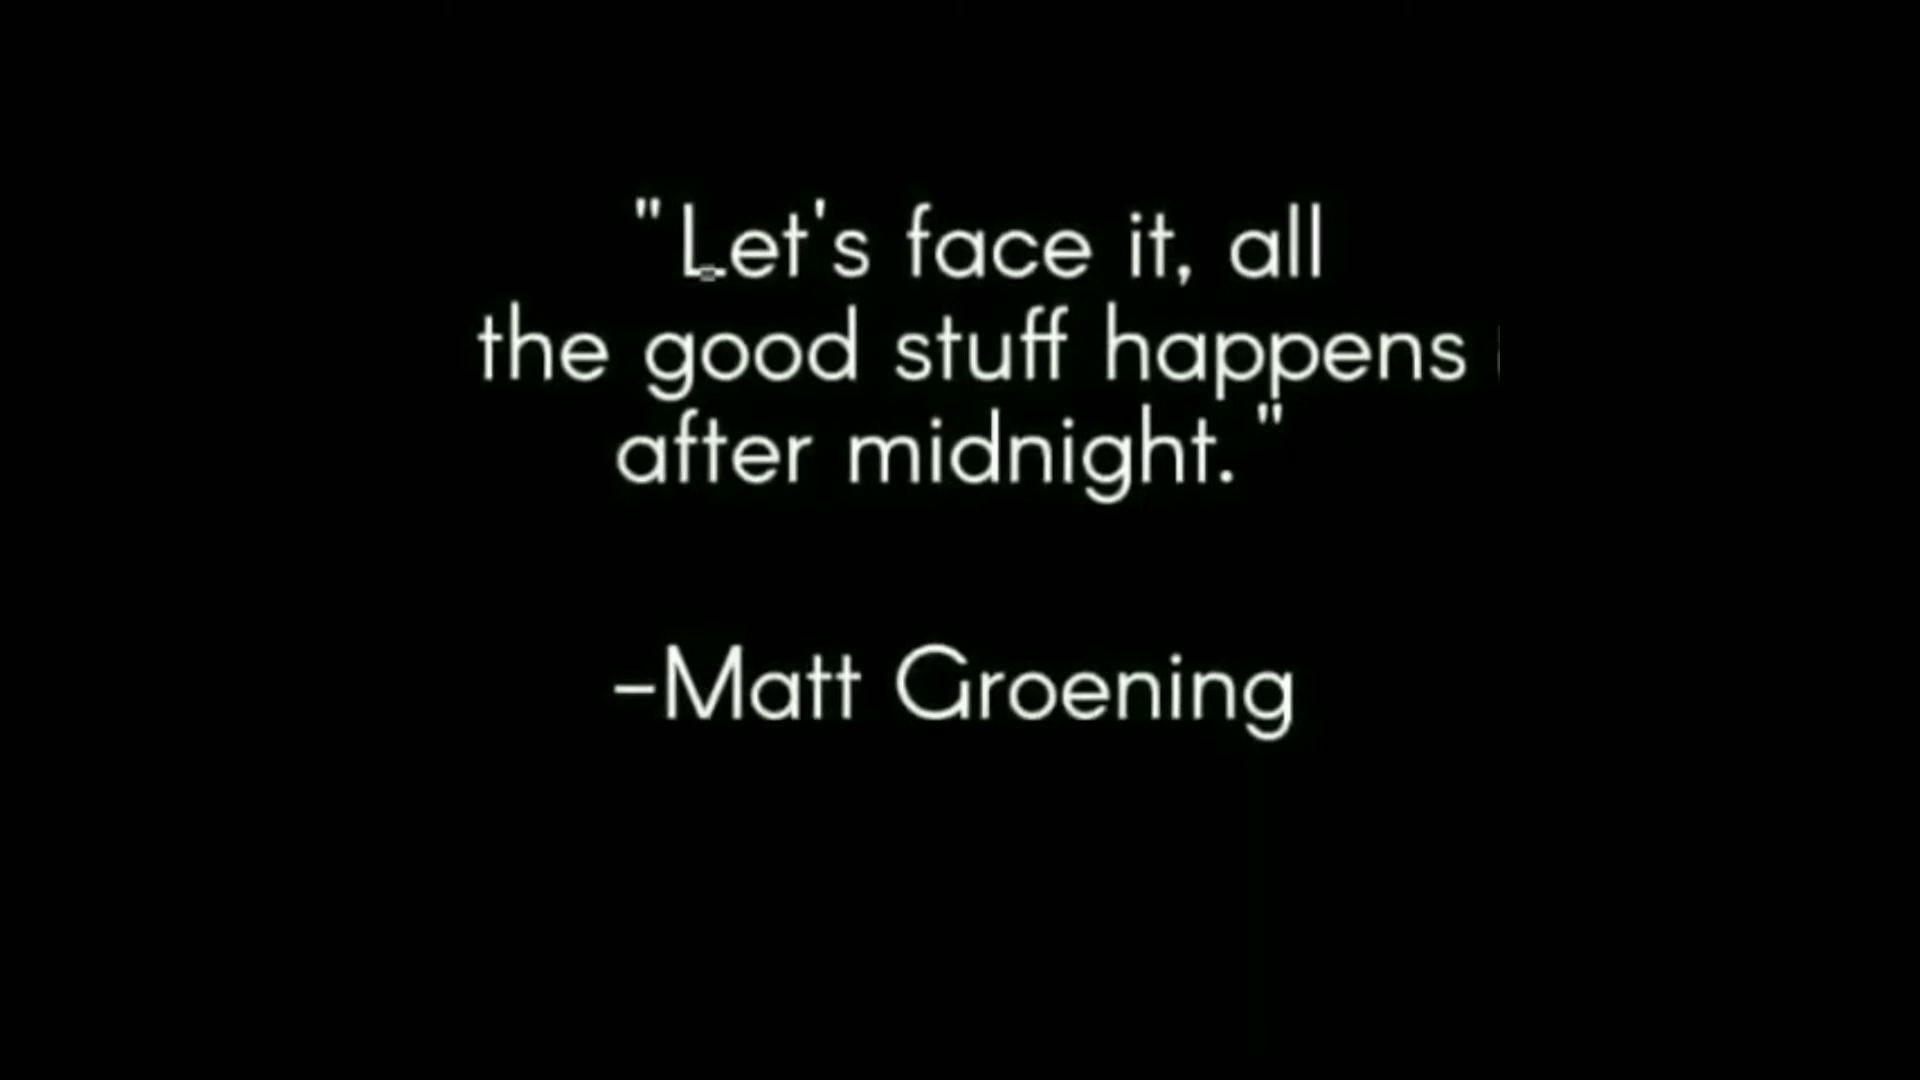 "Let's face it, all
the good stuff happens
after midnight."
-Matt Groening